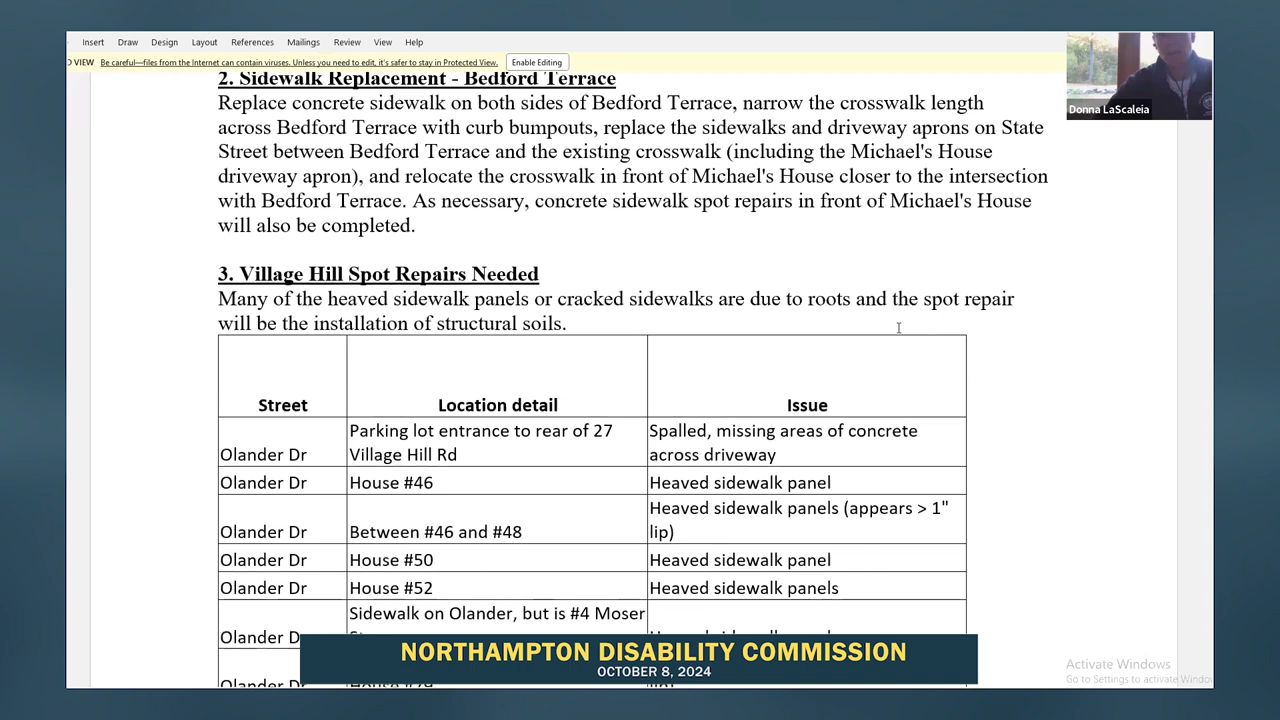 Insert Draw Design Layout References Mailings Review View Help
VIEW Be careful—files from the Internet can contain viruses. Unless you need to edit, it's safer to stay in Protected View. Enable Editing
Donna LaScaleia
2. Sidewalk Replacement - Bedford Terrace
Replace concrete sidewalk on both sides of Bedford Terrace, narrow the crosswalk length
across Bedford Terrace with curb bumpouts, replace the sidewalks and driveway aprons on State
Street between Bedford Terrace and the existing crosswalk (including the Michael's House
driveway apron), and relocate the crosswalk in front of Michael's House closer to the intersection
with Bedford Terrace. As necessary, concrete sidewalk spot repairs in front of Michael's House
will also be completed.
3. Village Hill Spot Repairs Needed
Many of the heaved sidewalk panels or cracked sidewalks are due to roots and the spot repair
will be the installation of structural soils.
Street Location detail Issue
Parking lot entrance to rear of 27 Spalled, missing areas of concrete
Olander Dr Village Hill Rd across driveway
Olander Dr House #46 Heaved sidewalk panel
Heaved sidewalk panels (appears > 1"
Olander Dr Between #46 and #48 lip)
Olander Dr House #50 Heaved sidewalk panel
Olander Dr House #52 Heaved sidewalk panels
Sidewalk on Olander, but is #4 Moser
Olander D
Olander
NORTHAMPTON DISABILITY COMMISSION
OCTOBER 8, 2024
Activate Windows
Go to Settings to activate Windo